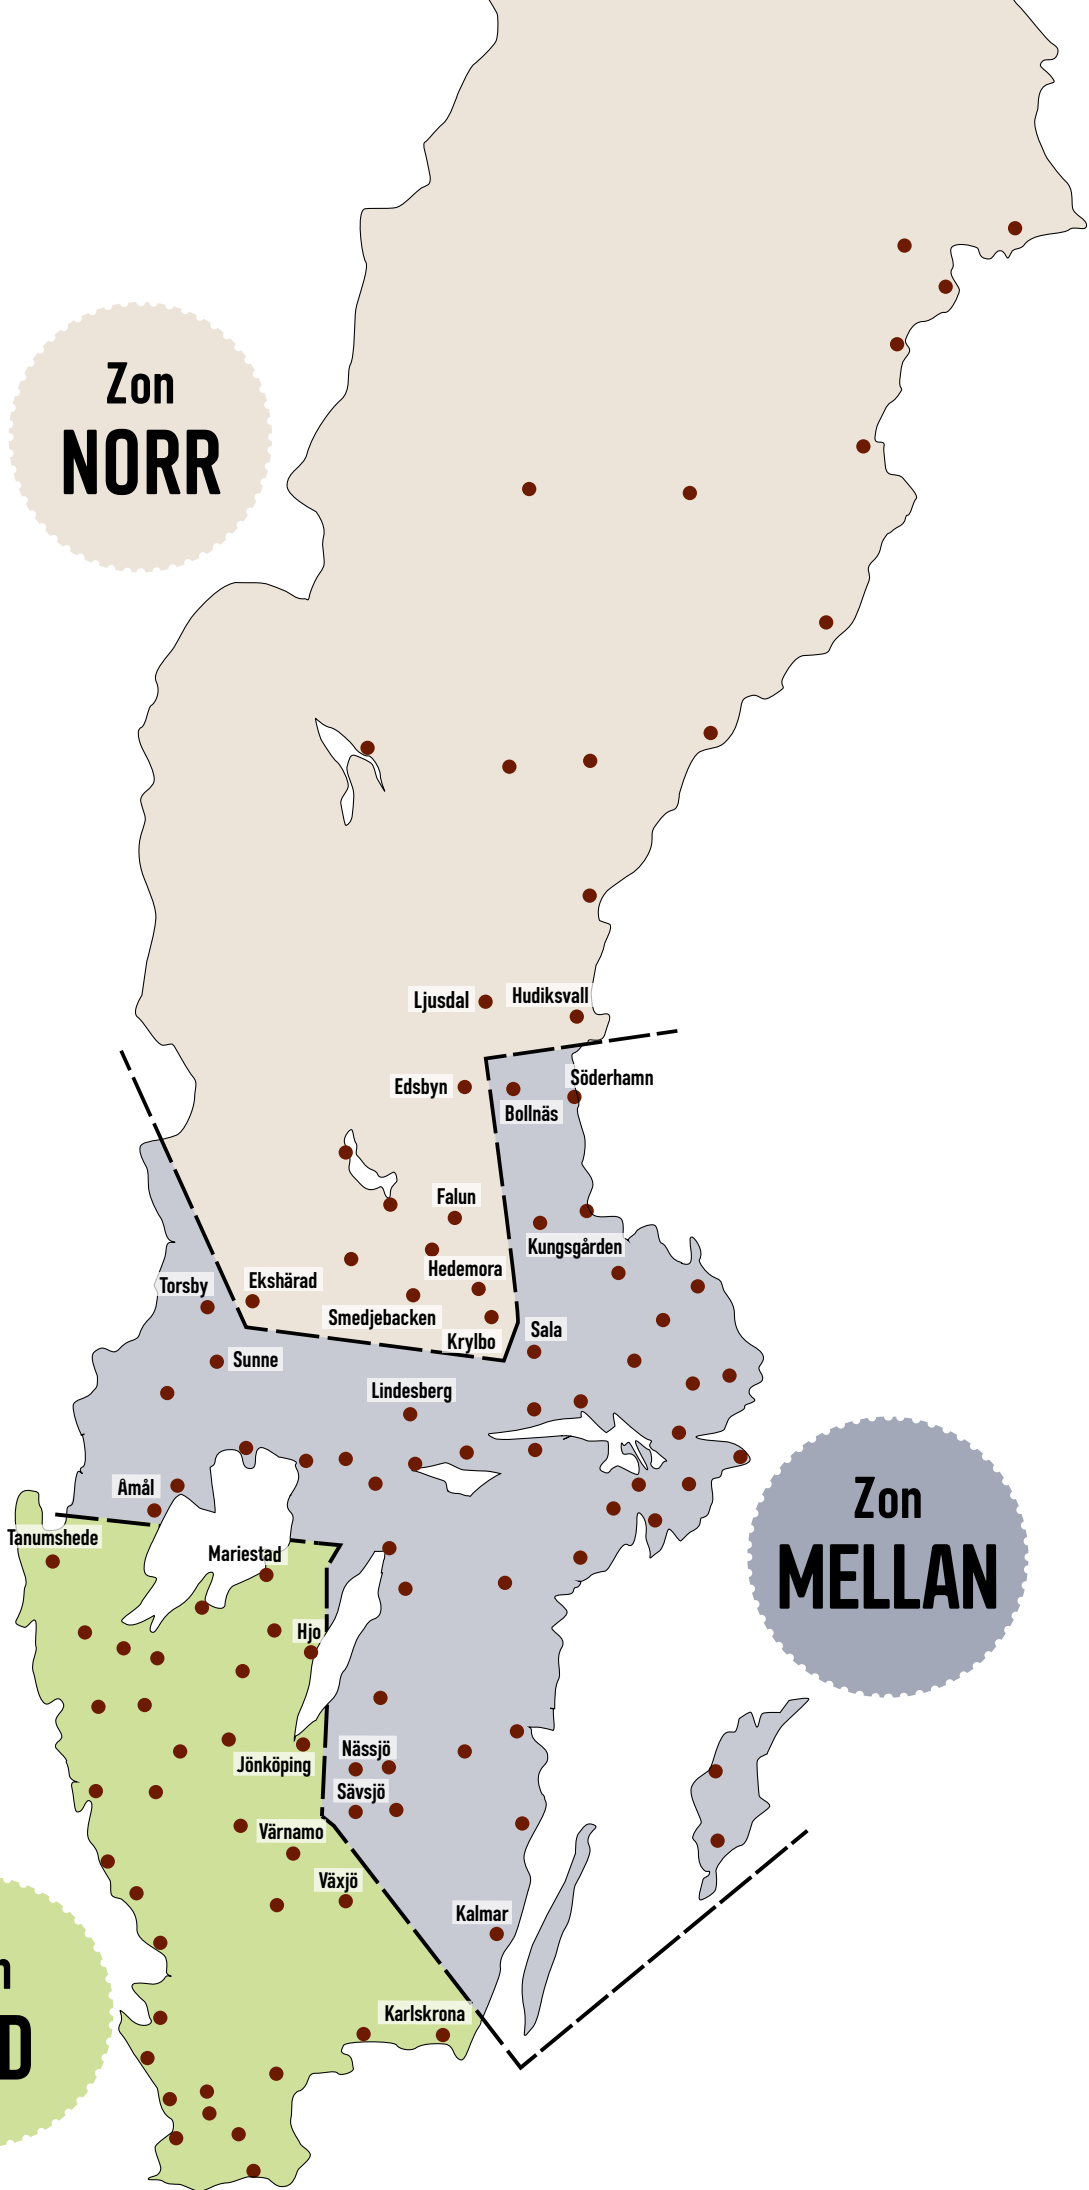 Zon
NORR
Ljusdal
Hudiksvall
Edsbyn
Söderhamn
Bollnäs
Falun
Kungsgården
Hedemora
Torsby
Ekshärad
Smedjebacken
Krylbo
Sala
Sunne
Lindesberg
Åmål
Zon
MELLAN
Tanumshede
Mariestad
Hjo
Nässjö
Jönköping
Sävsjö
Värnamo
Växjö
Kalmar
n
D
Karlskrona